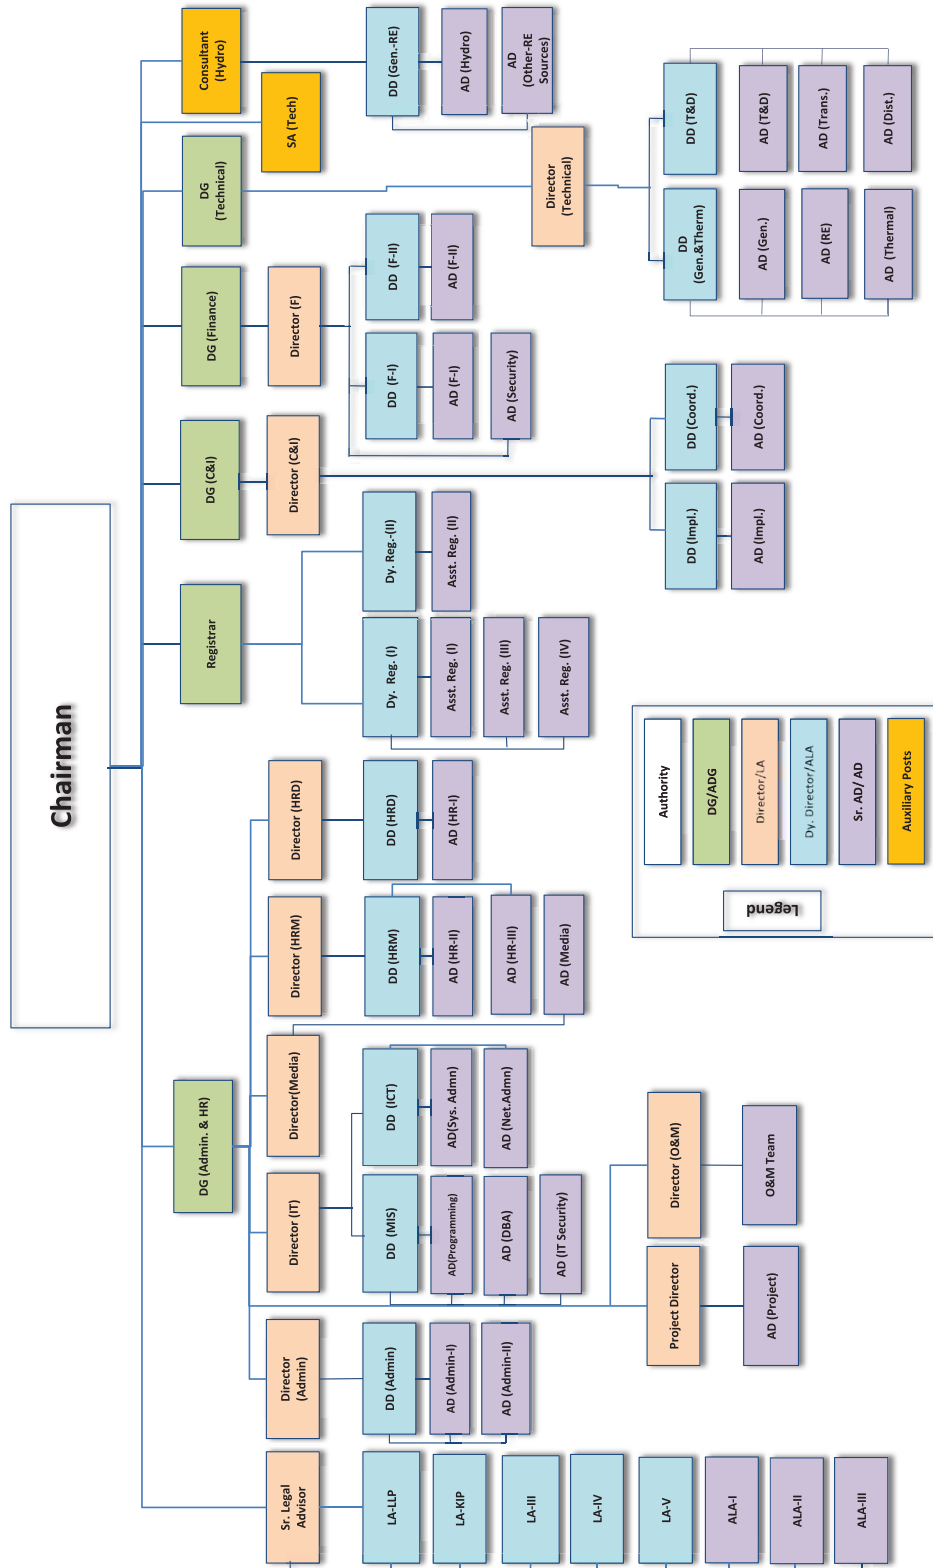 Chairman
Sr. Legal
Advisor
LA-LLP
LA-KIP
LA-III
LA-IV
LA-V
ALA-I
ALA-II
ALA-III
DG (Admin. & HR)
Director
(Admin)
DD (Admin)
AD (Admin-I)
AD (Admin-II)
Director (IT)
DD (MIS)
AD(Programming)
AD (DBA)
AD (IT Security)
DD (ICT)
AD(Sys. Admn)
AD (Net.Admn)
Director(Media)
Director (HRM)
DD (HRM)
AD (HR-II)
AD (HR-III)
AD (Media)
Director (HRD)
DD (HRD)
AD (HR-I)
Project Director
AD (Project)
Director (O&M)
O&M Team
Registrar
Dy. Reg. (I)
Asst. Reg. (I)
Asst. Reg. (III)
Asst. Reg. (IV)
Dy. Reg.-(II)
Asst. Reg. (II)
DG (C&I)
Director (C&I)
DD (Impl.)
AD (Impl.)
DD (Coord.)
AD (Coord.)
DG (Finance)
Director (F)
DD (F-I)
AD (F-I)
AD (Security)
DD (F-II)
AD (F-II)
DG
(Technical)
Director
(Technical)
DD
(Gen.&Therm)
AD (Gen.)
AD (RE)
AD (Thermal)
DD (T&D)
AD (T&D)
AD (Trans.)
AD (Dist.)
SA (Tech)
Consultant
(Hydro)
DD (Gen.-RE)
AD (Hydro)
AD
(Other-RE
Sources)
Legend
Authority
DG/ADG
Director/LA
Dy. Director/ALA
Sr. AD/ AD
Auxiliary Posts